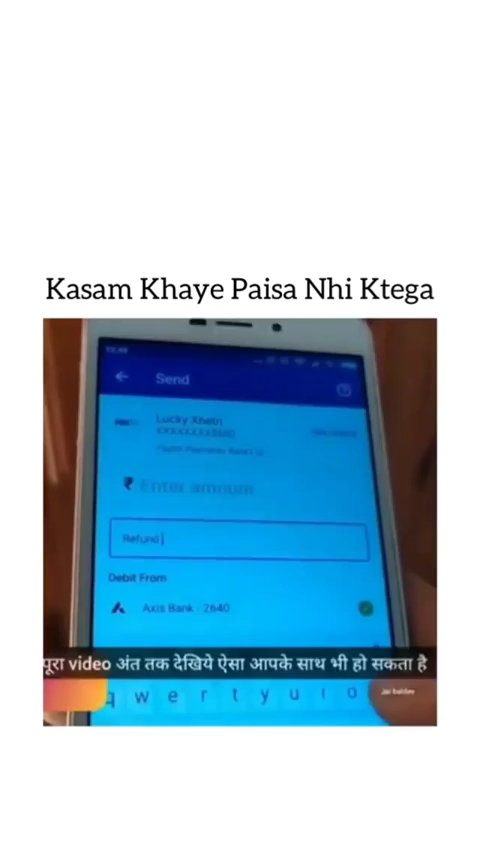 Kasam Khaye Paisa Nhi Ktega
Send
Lucky Xhetri
₹ Enter amount
Refund
Debit From
Axis Bank - 2640
पूरा video अंत तक देखिये ऐसा आपके साथ भी हो सकता है
q w e r t y u i o